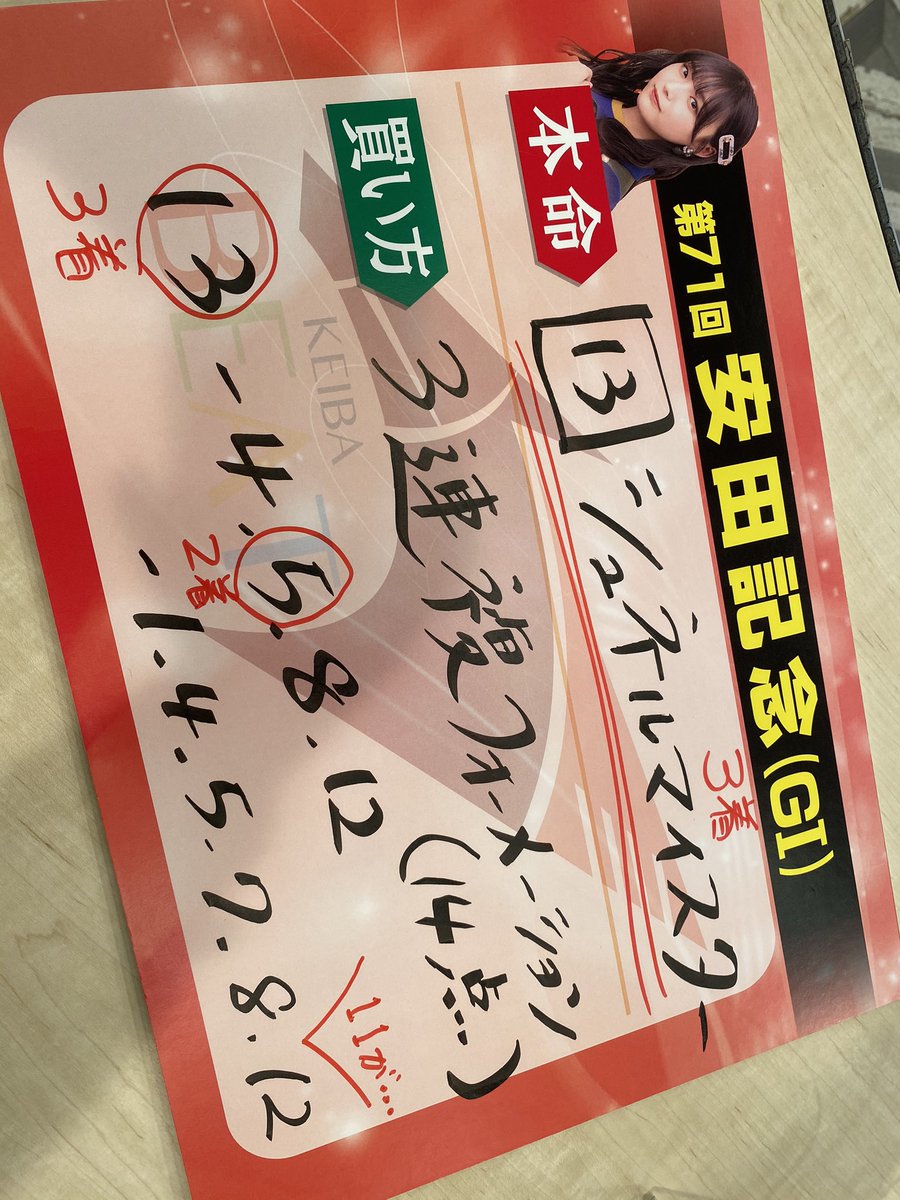 第71回 安田記念(GI)
本命
13 シュネルマイスター
3着
買い方
3連複フォーメーション
(14点…)
KEIBA
BEAT
13 - 4.5.8.12
3着
2着
- 1.4.5.7.8.12
11が…